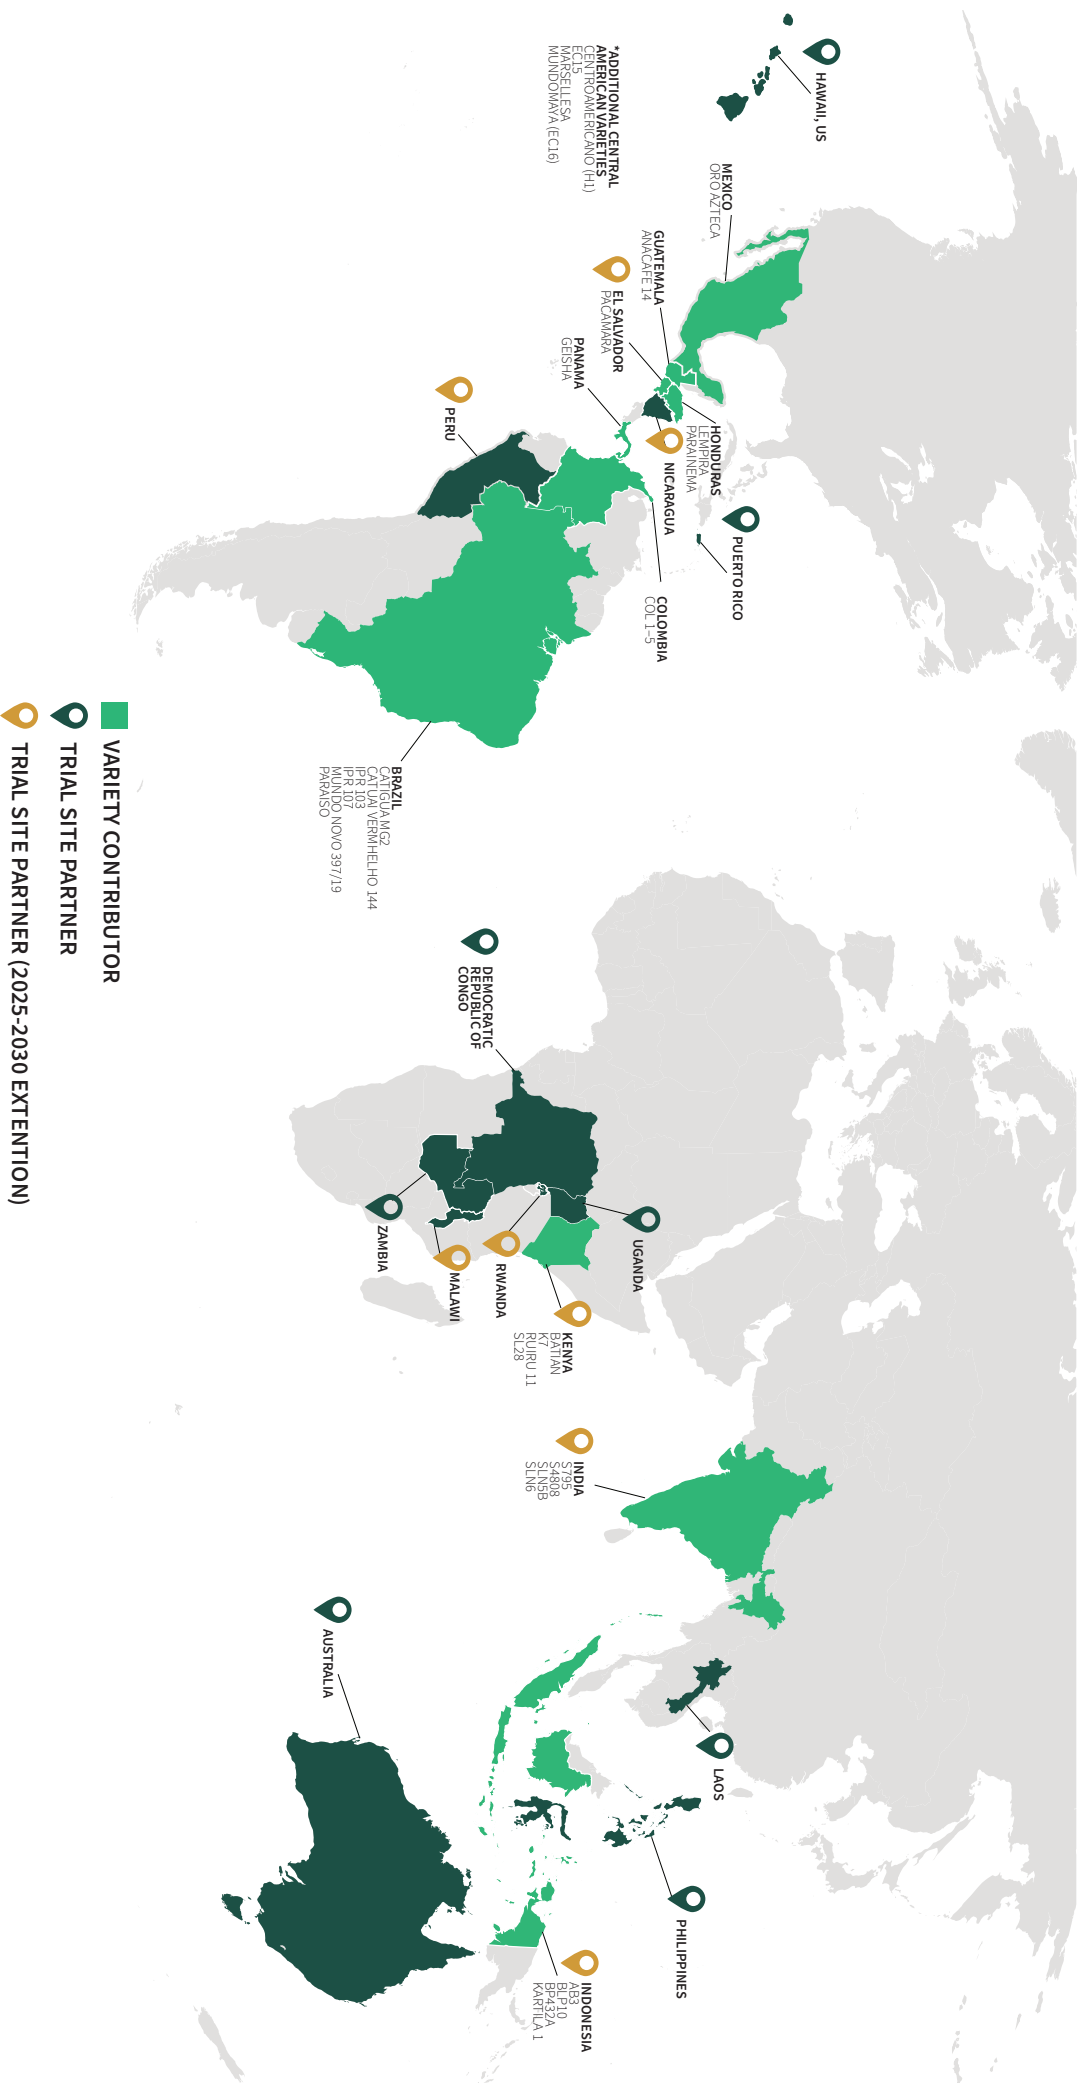 HAWAII, US
*ADDITIONAL CENTRAL
AMERICAN VARIETIES
CENTROAMERICANO (H1)
EC15
MARSELLESA
MUNDOMAYA (EC16)
MEXICO
ORO AZTECA
GUATEMALA
ANACAFE 14
EL SALVADOR
PACAMARA
PANAMA
GEISHA
PERU
HONDURAS
LEMPIRA
PARAINEMA
NICARAGUA
PUERTO RICO
COLOMBIA
COL 1–5
BRAZIL
CATIGUA MG2
CATUAI VERMHELHO 144
IPR 103
IPR 107
MUNDO NOVO 397/19
PARAISO
DEMOCRATIC
REPUBLIC OF
CONGO
UGANDA
ZAMBIA
MALAWI
RWANDA
KENYA
BATIAN
K7
RUIRU 11
SL28
INDIA
S795
S4808
SLN5B
SLN6
LAOS
PHILIPPINES
AUSTRALIA
INDONESIA
AB3
BLP10
BP432A
KARTILA 1
VARIETY CONTRIBUTOR
TRIAL SITE PARTNER
TRIAL SITE PARTNER (2025-2030 EXTENTION)